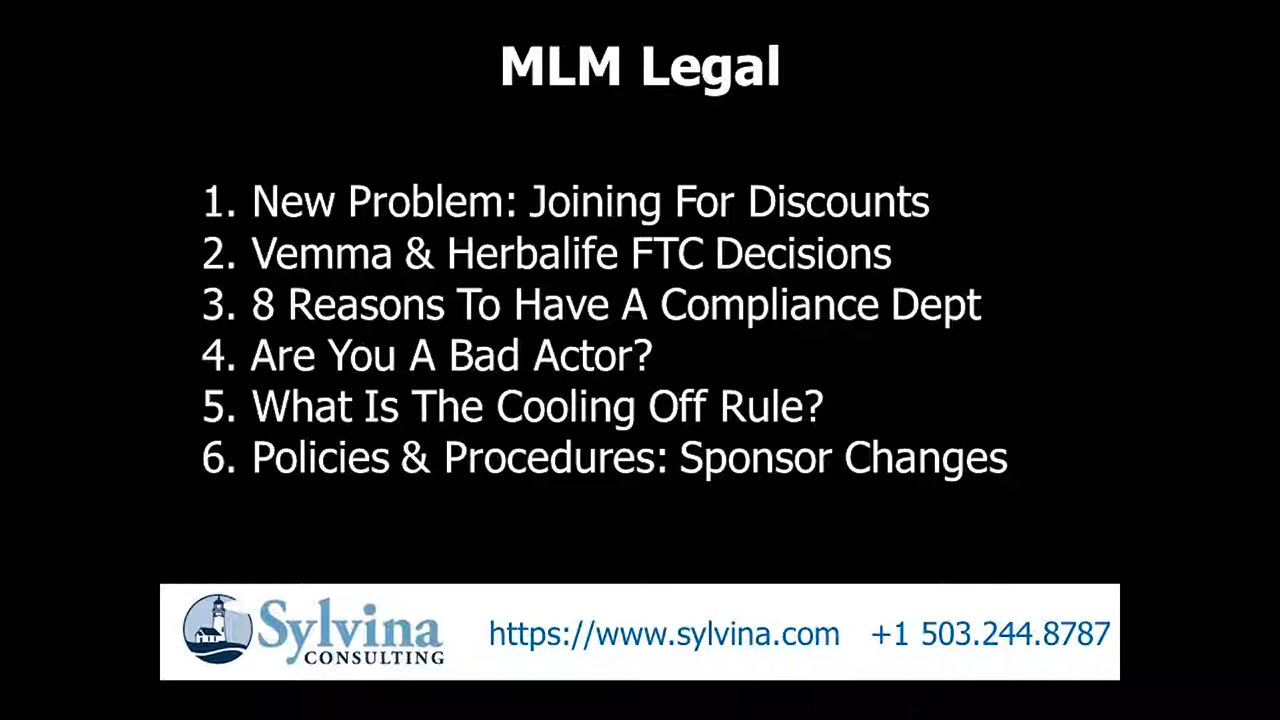 MLM Legal
1. New Problem: Joining For Discounts
2. Vemma & Herbalife FTC Decisions
3. 8 Reasons To Have A Compliance Dept
4. Are You A Bad Actor?
5. What Is The Cooling Off Rule?
6. Policies & Procedures: Sponsor Changes
Sylvina
CONSULTING
https://www.sylvina.com +1 503.244.8787